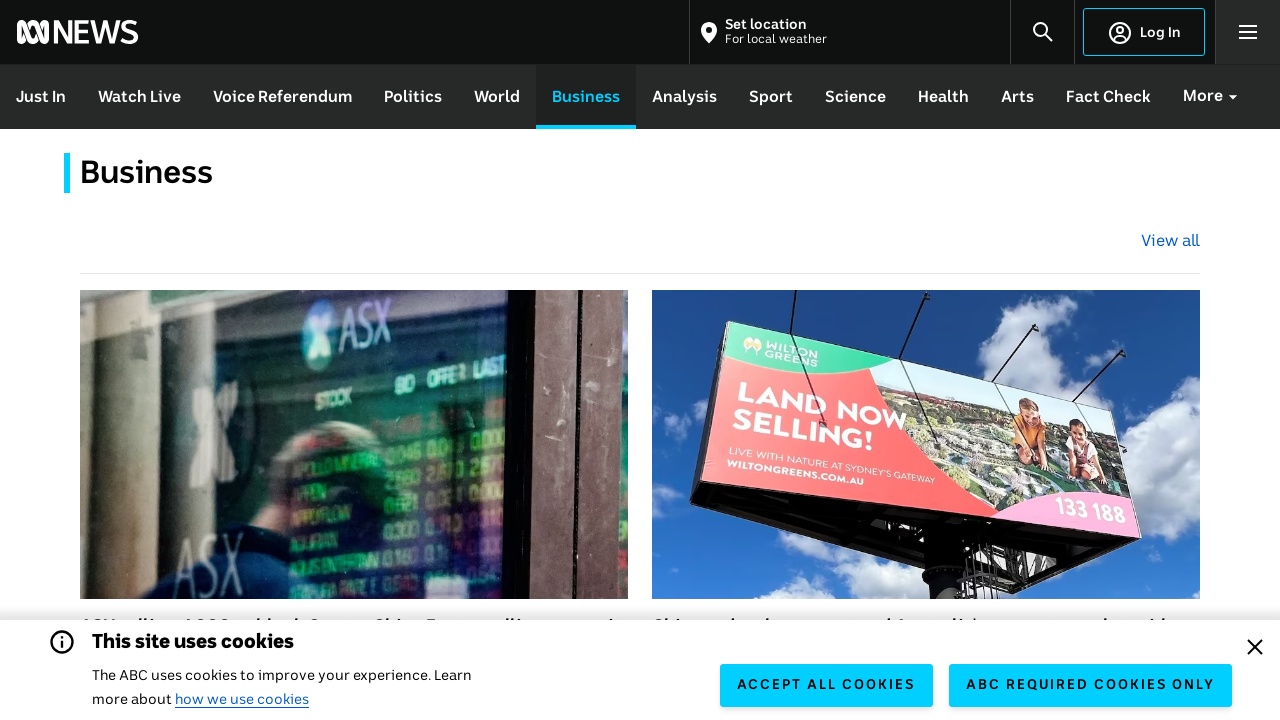 NEWS
Set location
For local weather
Log In
Just In
Watch Live
Voice Referendum
Politics
World
Business
Analysis
Sport
Science
Health
Arts
Fact Check
More
Business
View all
ASX
STOCK
BID OFFER LAST
ASX
WILTON
GREENS
LAND NOW
SELLING!
LIVE WITH NATURE AT SYDNEY'S GATEWAY
WILTONGREENS.COM.AU
133 188
This site uses cookies
The ABC uses cookies to improve your experience. Learn
more about how we use cookies
ACCEPT ALL COOKIES
ABC REQUIRED COOKIES ONLY